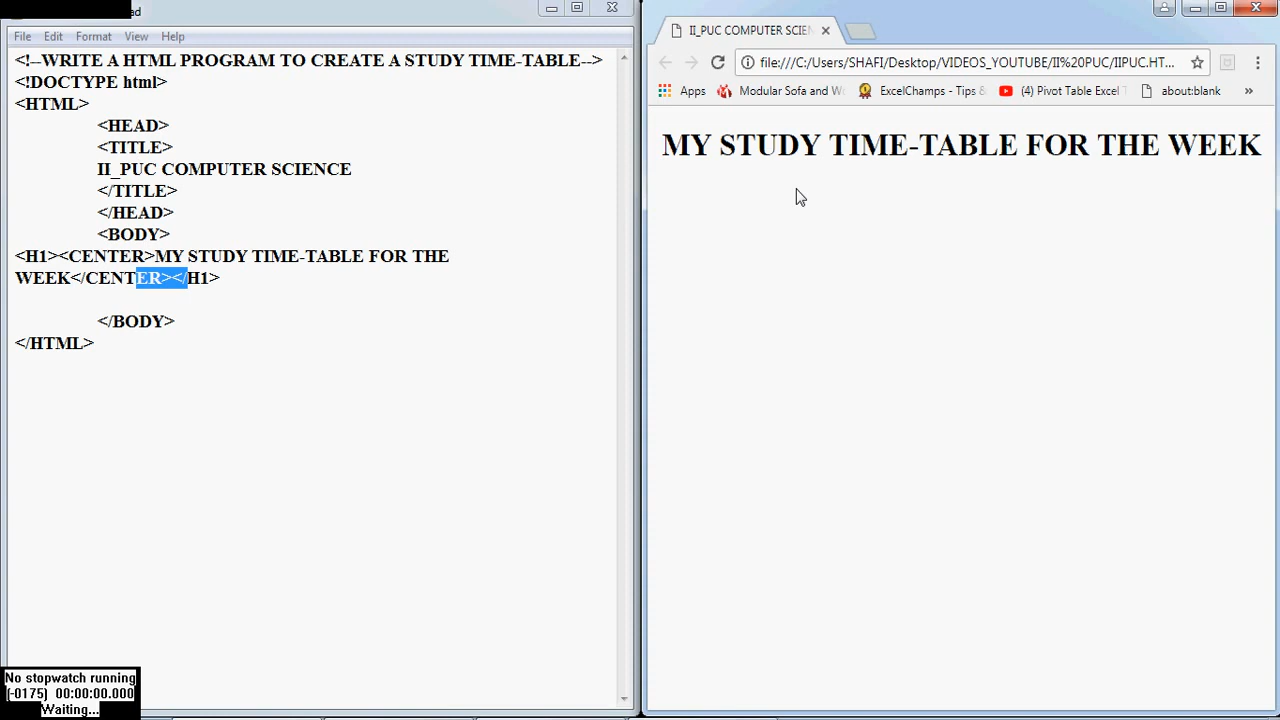 ad
File Edit Format View Help
<!--WRITE A HTML PROGRAM TO CREATE A STUDY TIME-TABLE-->
<!DOCTYPE html>
<HTML>
<HEAD>
<TITLE>
II_PUC COMPUTER SCIENCE
</TITLE>
</HEAD>
<BODY>
<H1><CENTER>MY STUDY TIME-TABLE FOR THE
WEEK</CENTER></H1>
</BODY>
</HTML>
No stopwatch running
[-0175] 00:00:00.000
Waiting...
II_PUC COMPUTER SCIEN
file:///C:/Users/SHAFI/Desktop/VIDEOS_YOUTUBE/II%20PUC/IIPUC.HT...
Apps Modular Sofa and Wo ExcelChamps - Tips & (4) Pivot Table Excel T about:blank »
MY STUDY TIME-TABLE FOR THE WEEK